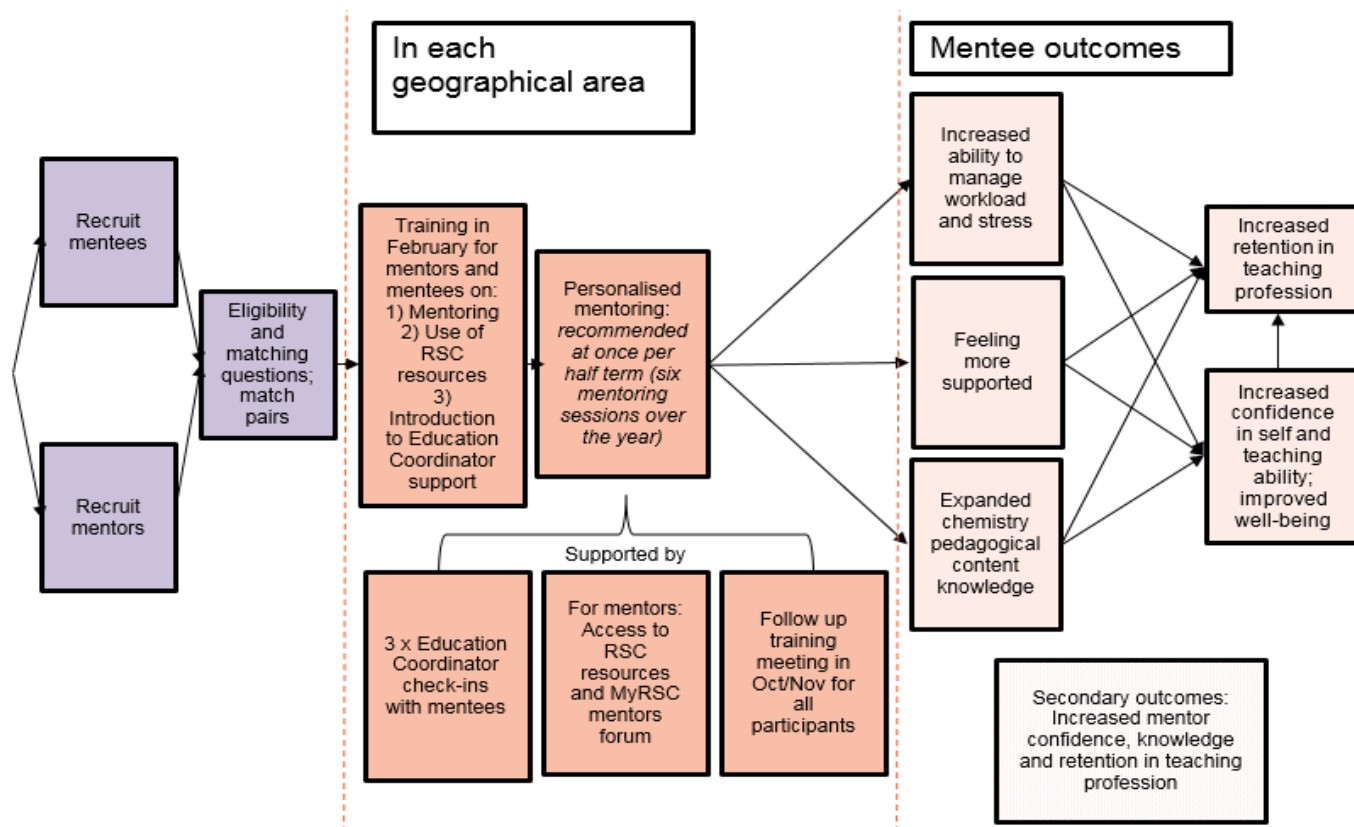 In each
geographical area
Mentee outcomes
Recruit
mentees
Recruit
mentors
Eligibility
and
matching
questions;
match
pairs
Training in
February for
mentors and
mentees on:
1) Mentoring
2) Use of
RSC
resources
3)
Introduction
to Education
Coordinator
support
Personalised
mentoring:
recommended
at once per
half term (six
mentoring
sessions over
the year)
Supported by
3 x Education
Coordinator
check-ins
with mentees
For mentors:
Access to
RSC
resources
and MyRSC
mentors
forum
Follow up
training
meeting in
Oct/Nov for
all
participants
Increased
ability to
manage
workload
and stress
Feeling
more
supported
Expanded
chemistry
pedagogical
content
knowledge
Increased
retention in
teaching
profession
Increased
confidence
in self and
teaching
ability;
improved
well-being
Secondary outcomes:
Increased mentor
confidence, knowledge
and retention in teaching
profession